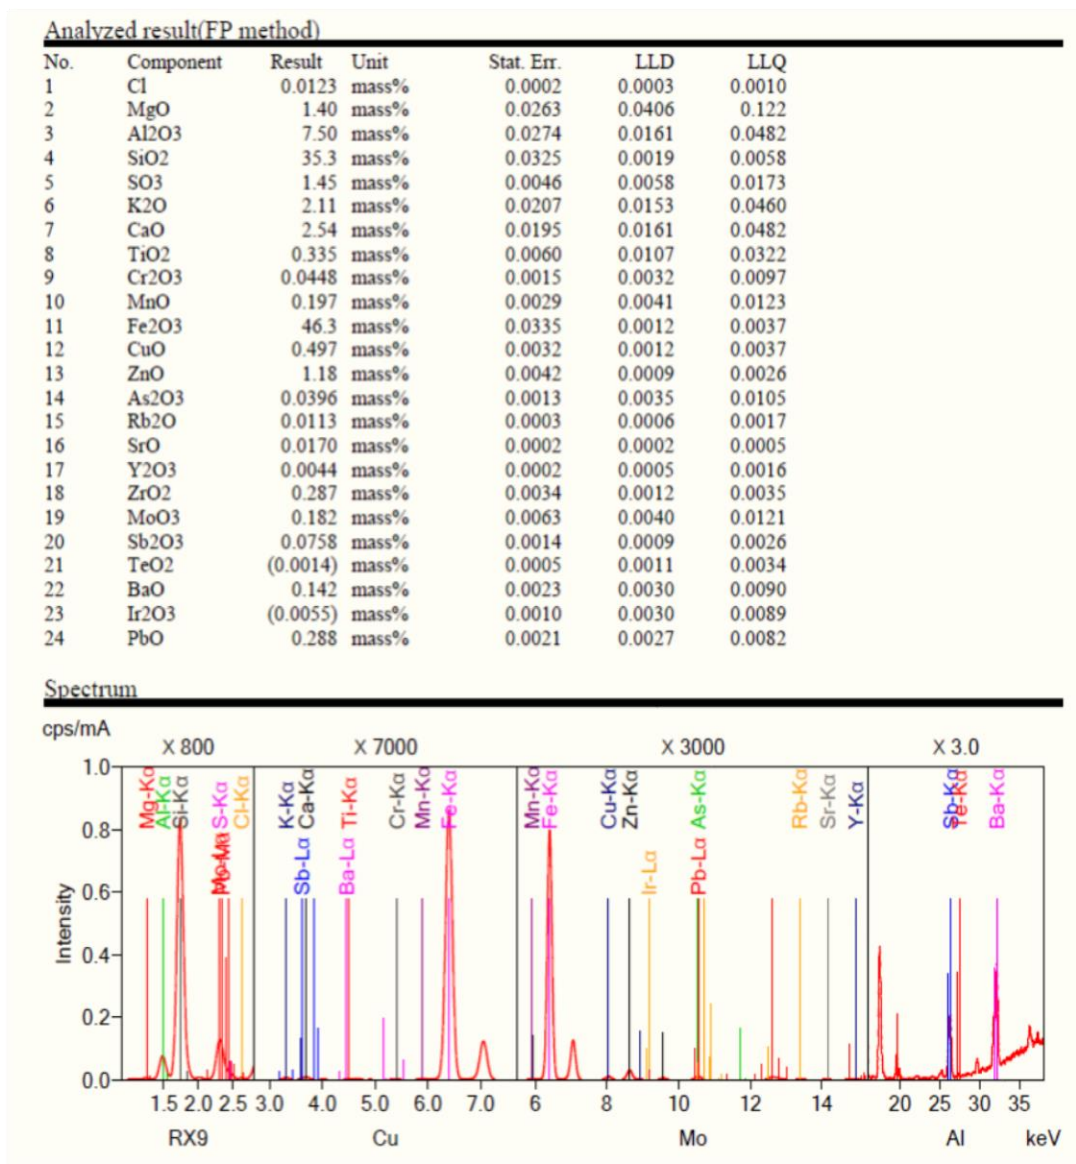 Analyzed result(FP method)
No. Component Result Unit Stat. Err. LLD LLQ
1 Cl 0.0123 mass% 0.0002 0.0003 0.0010
2 MgO 1.40 mass% 0.0263 0.0406 0.122
3 Al2O3 7.50 mass% 0.0274 0.0161 0.0482
4 SiO2 35.3 mass% 0.0325 0.0019 0.0058
5 SO3 1.45 mass% 0.0046 0.0058 0.0173
6 K2O 2.11 mass% 0.0207 0.0153 0.0460
7 CaO 2.54 mass% 0.0195 0.0161 0.0482
8 TiO2 0.335 mass% 0.0060 0.0107 0.0322
9 Cr2O3 0.0448 mass% 0.0015 0.0032 0.0097
10 MnO 0.197 mass% 0.0029 0.0041 0.0123
11 Fe2O3 46.3 mass% 0.0335 0.0012 0.0037
12 CuO 0.497 mass% 0.0032 0.0012 0.0037
13 ZnO 1.18 mass% 0.0042 0.0009 0.0026
14 As2O3 0.0396 mass% 0.0013 0.0035 0.0105
15 Rb2O 0.0113 mass% 0.0003 0.0006 0.0017
16 SrO 0.0170 mass% 0.0002 0.0002 0.0005
17 Y2O3 0.0044 mass% 0.0002 0.0005 0.0016
18 ZrO2 0.287 mass% 0.0034 0.0012 0.0035
19 MoO3 0.182 mass% 0.0063 0.0040 0.0121
20 Sb2O3 0.0758 mass% 0.0014 0.0009 0.0026
21 TeO2 (0.0014) mass% 0.0005 0.0011 0.0034
22 BaO 0.142 mass% 0.0023 0.0030 0.0090
23 Ir2O3 (0.0055) mass% 0.0010 0.0030 0.0089
24 PbO 0.288 mass% 0.0021 0.0027 0.0082
Spectrum
cps/mA
X 800 X 7000 X 3000 X 3.0
Mg-Kα Al-Kα Si-Kα S-Kα Cl-Kα K-Kα Ca-Kα Ti-Kα Cr-Kα Mn-Kα Fe-Kα Mn-Kα Fe-Kα Cu-Kα Zn-Kα As-Kα Rb-Kα Sr-Kα Y-Kα Sb-Kα Te-Kα Ba-Kα
Sb-Lα Ba-Lα Ir-Lα Pb-Lα
Intensity
1.0
0.8
0.6
0.4
0.2
0.0
1.5 2.0 2.5 3.0 4.0 5.0 6.0 7.0 6 8 10 12 14 20 25 30 35
RX9 Cu Mo Al keV